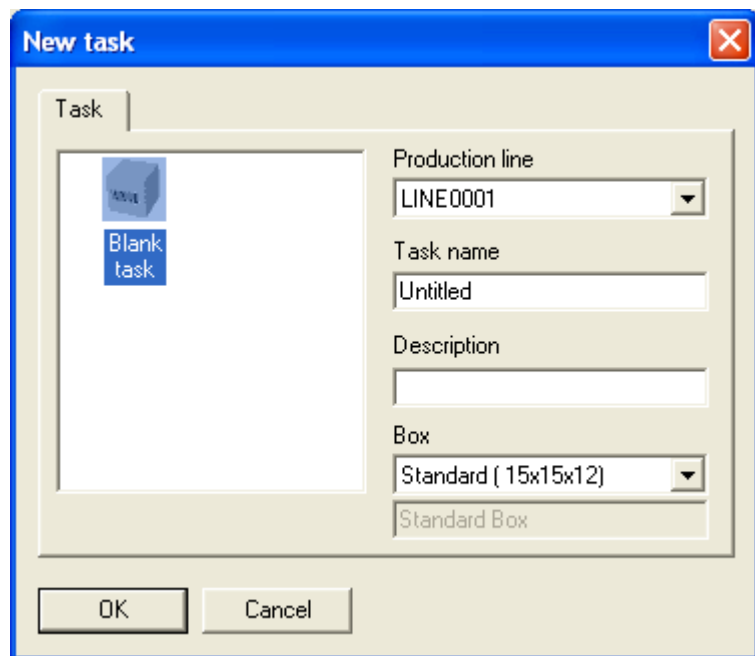 New task
Task
Blank
task
Production line
LINE0001
Task name
Untitled
Description
Box
Standard ( 15x15x12)
Standard Box
OK
Cancel